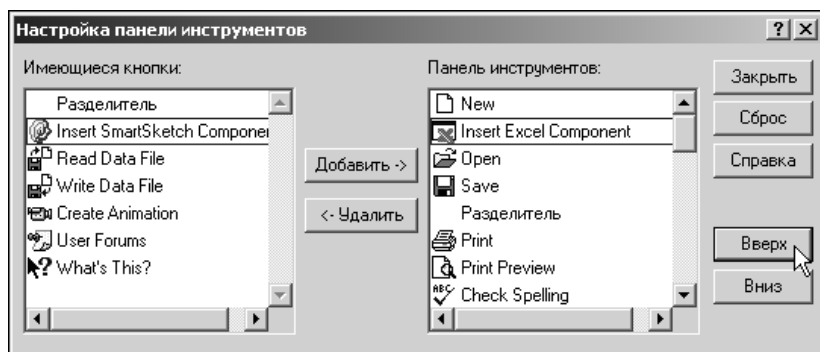 Настройка панели инструментов
Имеющиеся кнопки:
Разделитель
Insert SmartSketch Componer
Read Data File
Write Data File
Create Animation
User Forums
What's This?
Добавить ->
<- Удалить
Панель инструментов:
New
Insert Excel Component
Open
Save
Разделитель
Print
Print Preview
Check Spelling
Закрыть
Сброс
Справка
Вверх
Вниз